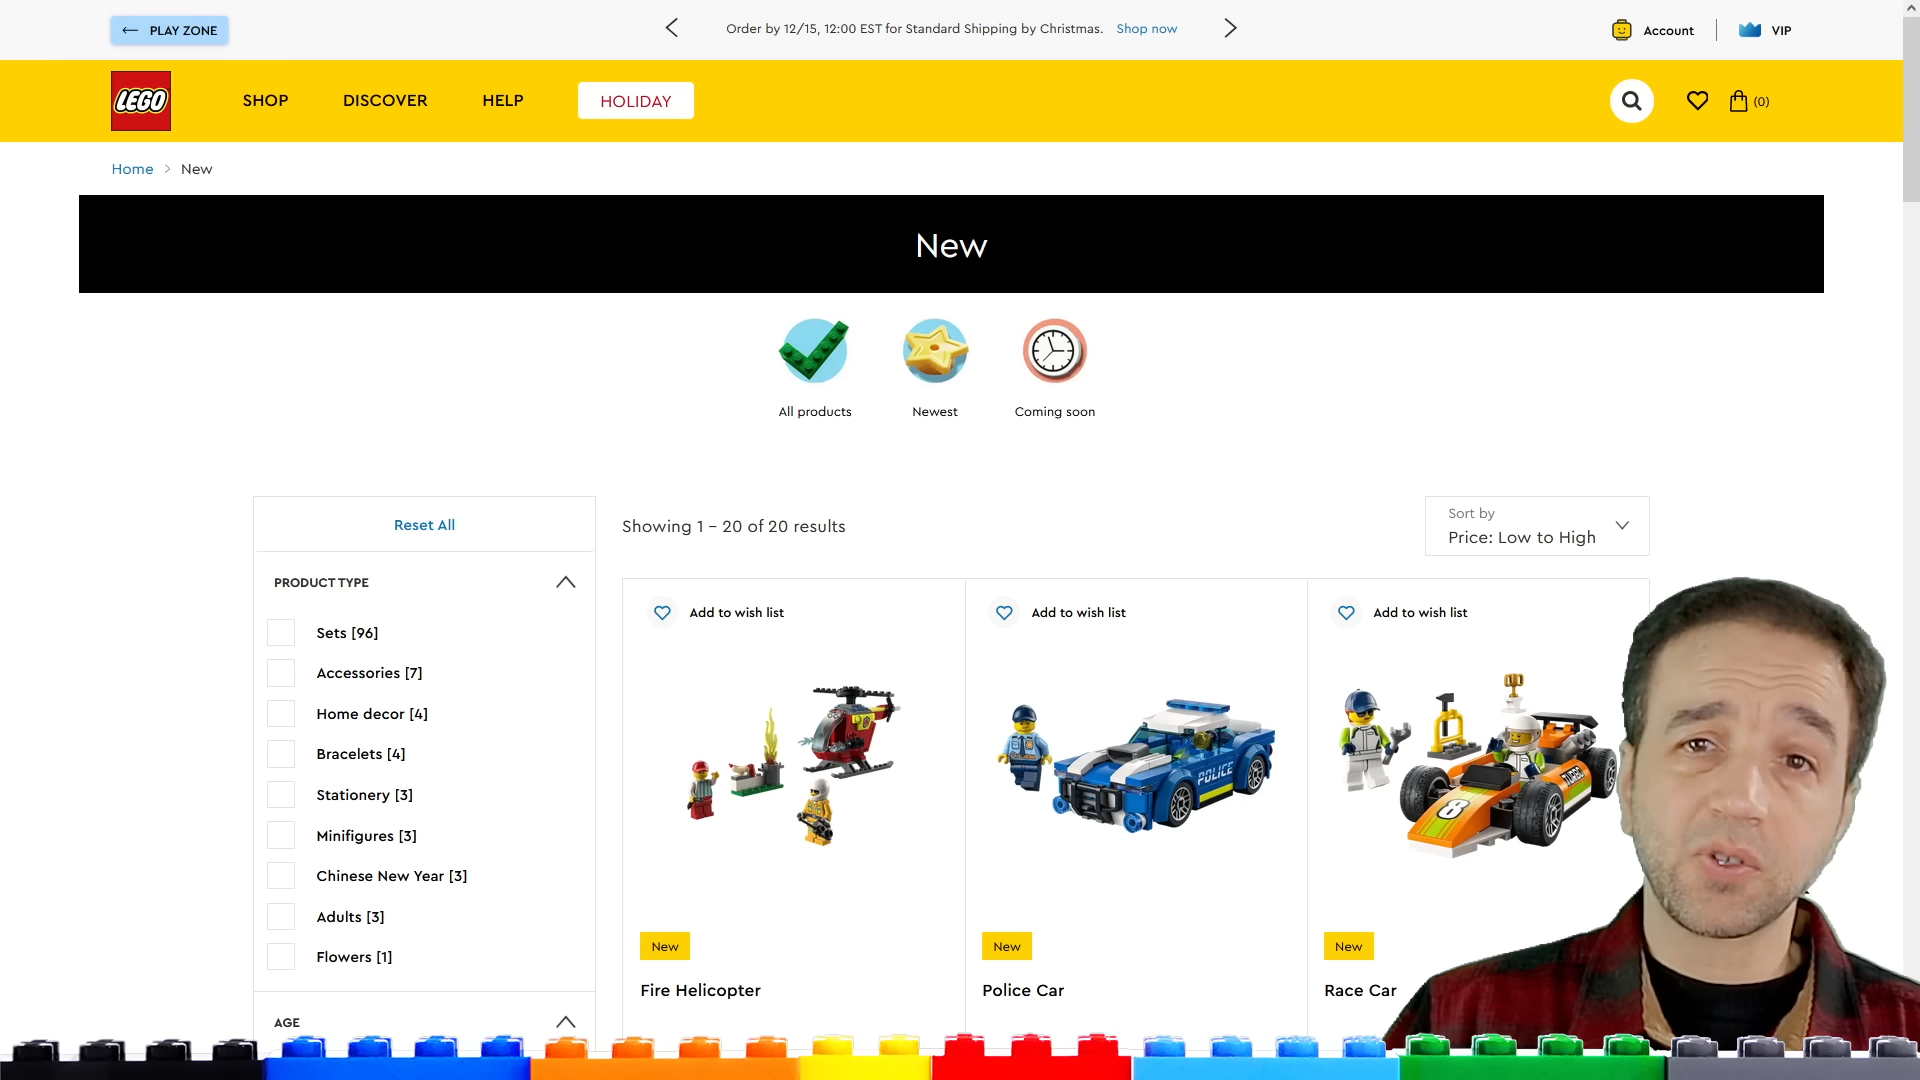 PLAY ZONE
Order by 12/15, 12:00 EST for Standard Shipping by Christmas. Shop now
Account
VIP
LEGO
SHOP
DISCOVER
HELP
HOLIDAY
(0)
Home > New
New
All products
Newest
Coming soon
Reset All
Showing 1 - 20 of 20 results
Sort by
Price: Low to High
PRODUCT TYPE
Sets [96]
Accessories [7]
Home decor [4]
Bracelets [4]
Stationery [3]
Minifigures [3]
Chinese New Year [3]
Adults [3]
Flowers [1]
AGE
Add to wish list
New
Fire Helicopter
Add to wish list
POLICE
New
Police Car
Add to wish list
8
New
Race Car